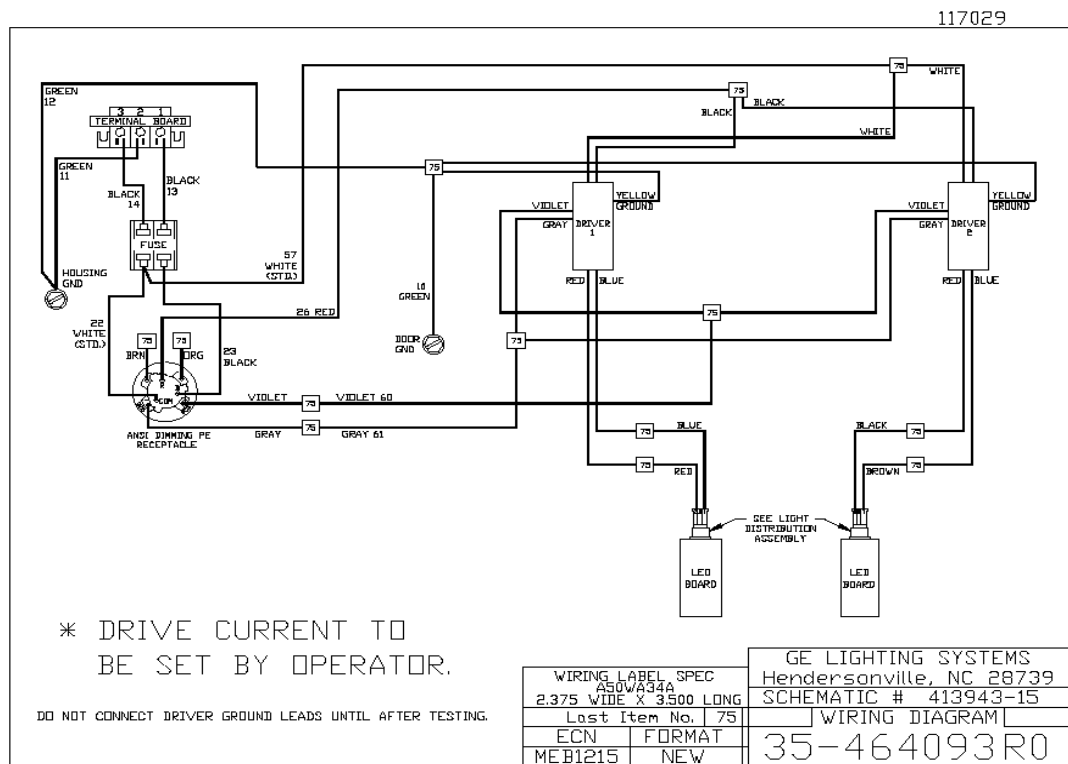 117029
75
WHITE
GREEN
12
3 2 1
TERMINAL BOARD
75
BLACK
BLACK
WHITE
GREEN
11
BLACK
13
BLACK
14
75
YELLOW
GROUND
VIOLET
GRAY
DRIVER
1
YELLOW
GROUND
VIOLET
GRAY
DRIVER
2
FUSE
57
WHITE
(STD.)
HOUSING
GND
RED
BLUE
RED
BLUE
10
GREEN
26 RED
22
WHITE
(STD.)
75
75
BRN
ORG
23
BLACK
DOOR
GND
75
75
COM
VIOLET
75
VIOLET 60
GRAY
75
GRAY 61
ANSI DIMMING PE
RECEPTACLE
75
BLUE
75
RED
BLACK
75
BROWN
75
SEE LIGHT
DISTRIBUTION
ASSEMBLY
LED
BOARD
LED
BOARD
* DRIVE CURRENT TO
BE SET BY OPERATOR.
DO NOT CONNECT DRIVER GROUND LEADS UNTIL AFTER TESTING.
WIRING LABEL SPEC
A50WA34A
2.375 WIDE X 3.500 LONG
Last Item No. 75
ECN FORMAT
MEB1215 NEW
GE LIGHTING SYSTEMS
Hendersonville, NC 28739
SCHEMATIC # 413943-15
WIRING DIAGRAM
35-464093R0